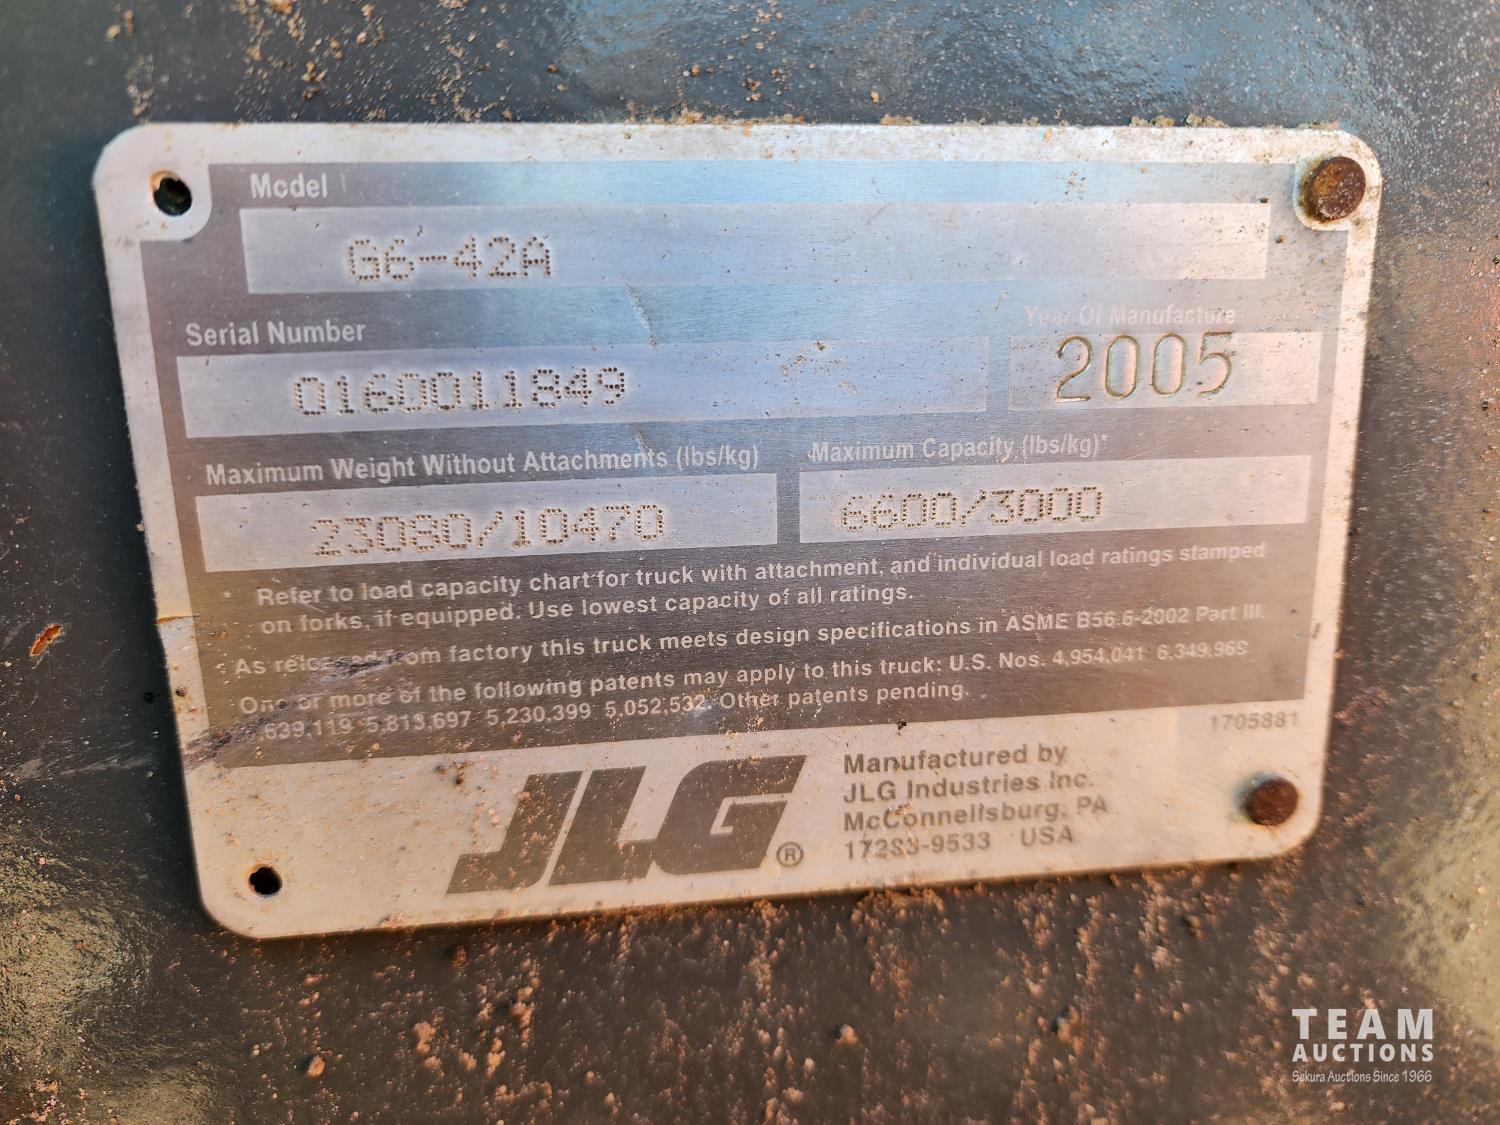 Model
G6-42A
Serial Number
Year Of Manufacture
0160011849
2005
Maximum Weight Without Attachments (lbs/kg)
Maximum Capacity (lbs/kg)*
23080/10470
6600/3000
* Refer to load capacity chart for truck with attachment, and individual load ratings stamped
on forks, if equipped. Use lowest capacity of all ratings.
As from factory this truck meets design specifications in ASME B56.6-2002 Part III.
One or more of the following patents may apply to this truck: U.S. Nos. 4,954,041 6,349,969
,639,119 5,813,697 5,230,399 5,052,532 Other patents pending.
1705881
JLG®
Manufactured by
JLG Industries Inc.
McConnellsburg, PA
17233-9533 USA
TEAM
AUCTIONS
Sekura Auctions Since 1966